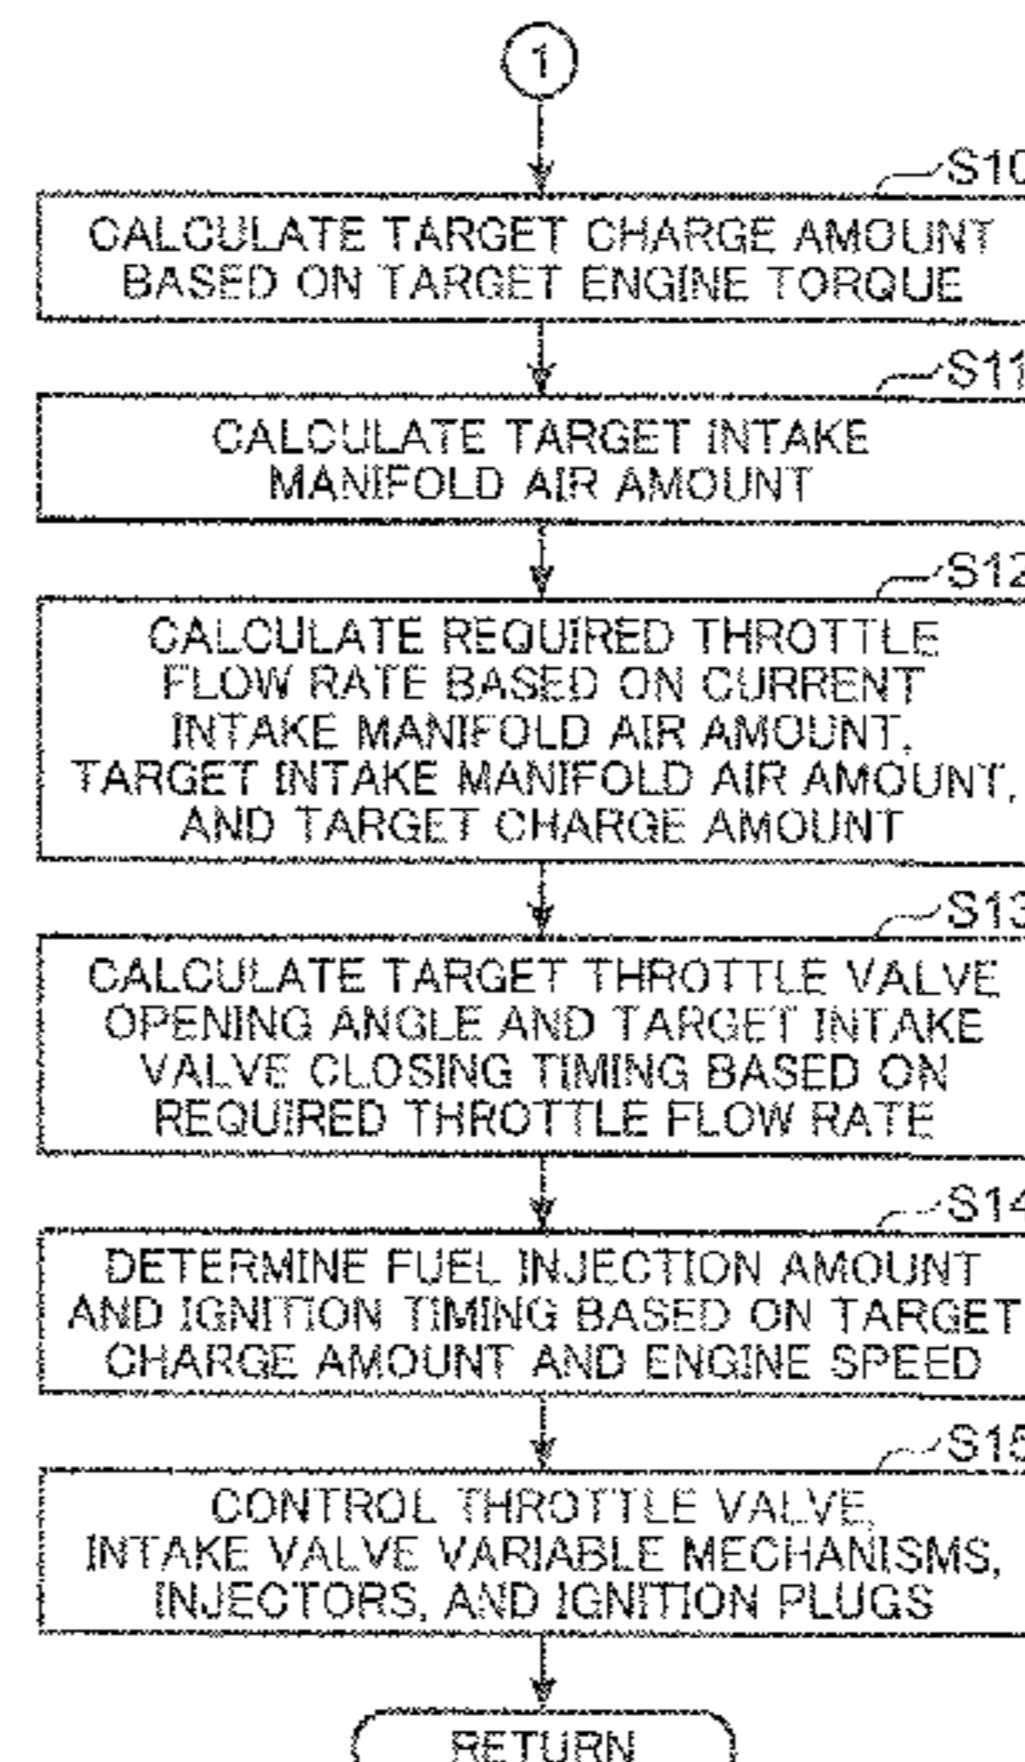 1
S10
CALCULATE TARGET CHARGE AMOUNT
BASED ON TARGET ENGINE TORQUE
S11
CALCULATE TARGET INTAKE
MANIFOLD AIR AMOUNT
S12
CALCULATE REQUIRED THROTTLE
FLOW RATE BASED ON CURRENT
INTAKE MANIFOLD AIR AMOUNT,
TARGET INTAKE MANIFOLD AIR AMOUNT,
AND TARGET CHARGE AMOUNT
S13
CALCULATE TARGET THROTTLE VALVE
OPENING ANGLE AND TARGET INTAKE
VALVE CLOSING TIMING BASED ON
REQUIRED THROTTLE FLOW RATE
S14
DETERMINE FUEL INJECTION AMOUNT
AND IGNITION TIMING BASED ON TARGET
CHARGE AMOUNT AND ENGINE SPEED
S15
CONTROL THROTTLE VALVE,
INTAKE VALVE VARIABLE MECHANISMS,
INJECTORS, AND IGNITION PLUGS
RETURN